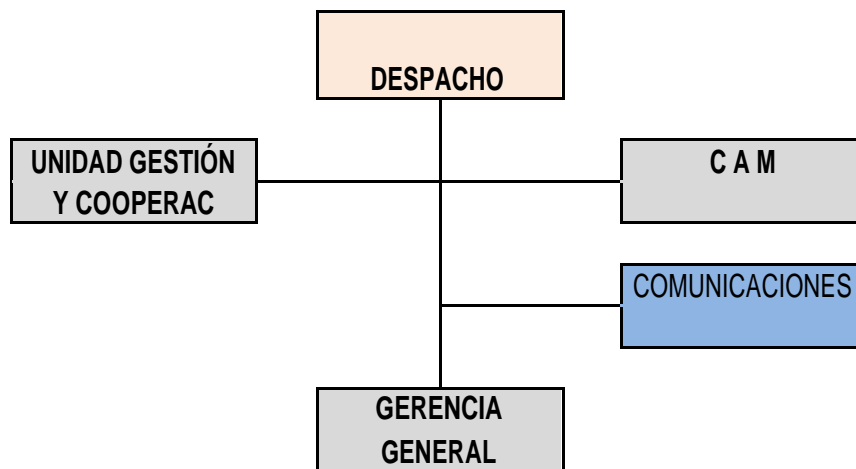 DESPACHO
UNIDAD GESTIÓN
Y COOPERAC
C A M
COMUNICACIONES
GERENCIA
GENERAL